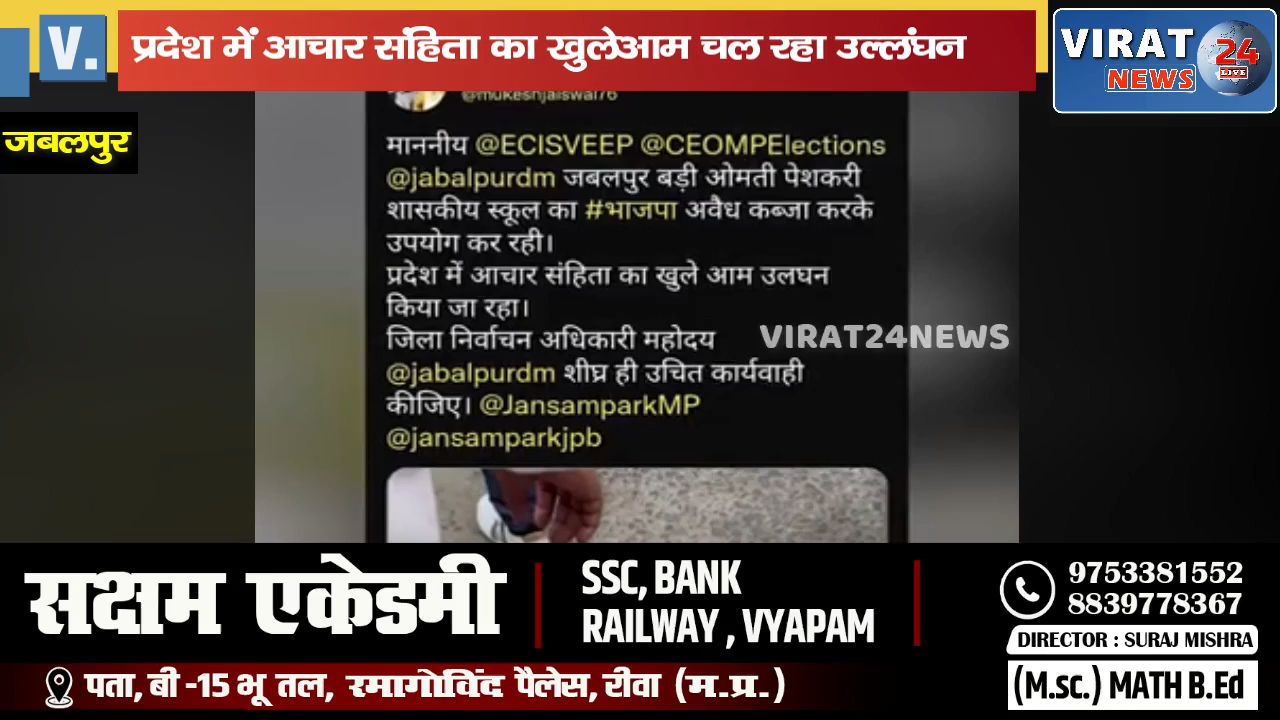 V.
प्रदेश में आचार संहिता का खुलेआम चल रहा उल्लंघन
VIRAT
24
LIVE
NEWS
जबलपुर
@mukeshjaiswal76
माननीय @ECISVEEP @CEOMPElections
@jabalpurdm जबलपुर बड़ी ओमती पेशकरी
शासकीय स्कूल का #भाजपा अवैध कब्जा करके
उपयोग कर रही।
प्रदेश में आचार संहिता का खुले आम उलघन
किया जा रहा।
जिला निर्वाचन अधिकारी महोदय
VIRAT24NEWS
@jabalpurdm शीघ्र ही उचित कार्यवाही
कीजिए। @JansamparkMP
@jansamparkjpb
सक्षम एकेडमी
SSC, BANK
RAILWAY , VYAPAM
9753381552
8839778367
DIRECTOR : SURAJ MISHRA
(M.sc.) MATH B.Ed
पता, बी -15 भू तल, रमागोविंद पैलेस, रीवा (म.प्र.)